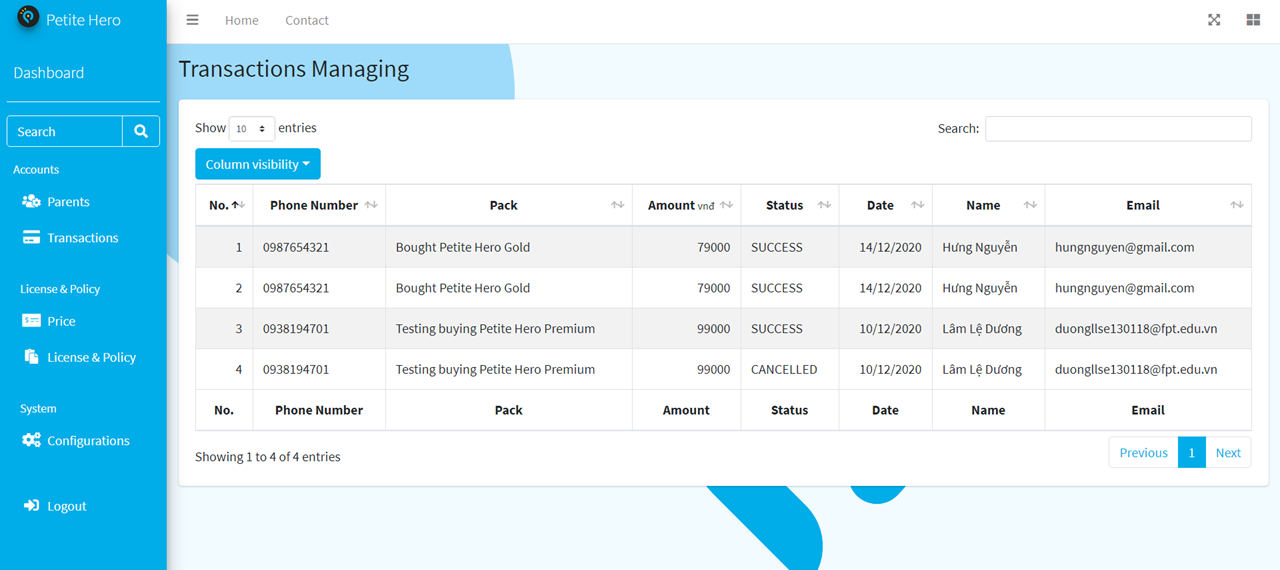 Petite Hero
Home Contact
Dashboard
Search
Accounts
Parents
Transactions
License & Policy
Price
License & Policy
System
Configurations
Logout
Transactions Managing
Show 10 entries
Search:
Column visibility
No. Phone Number Pack Amount vnđ Status Date Name Email
1 0987654321 Bought Petite Hero Gold 79000 SUCCESS 14/12/2020 Hưng Nguyễn hungnguyen@gmail.com
2 0987654321 Bought Petite Hero Gold 79000 SUCCESS 14/12/2020 Hưng Nguyễn hungnguyen@gmail.com
3 0938194701 Testing buying Petite Hero Premium 99000 SUCCESS 10/12/2020 Lâm Lệ Dương duongllse130118@fpt.edu.vn
4 0938194701 Testing buying Petite Hero Premium 99000 CANCELLED 10/12/2020 Lâm Lệ Dương duongllse130118@fpt.edu.vn
No. Phone Number Pack Amount Status Date Name Email
Showing 1 to 4 of 4 entries
Previous 1 Next